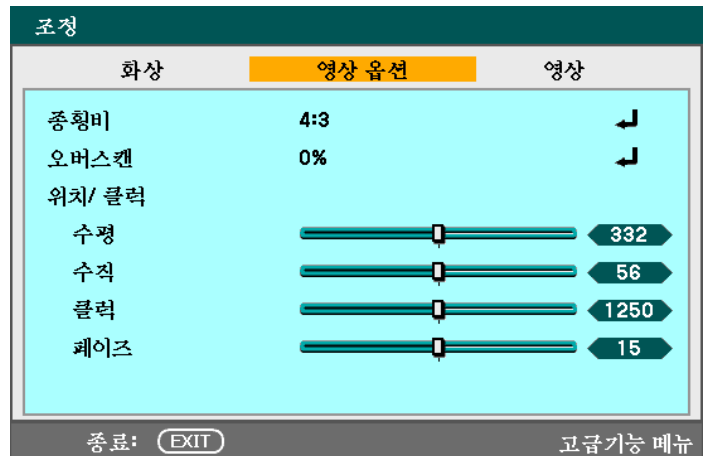 조정
화상 영상 옵션 영상
종횡비 4:3
오버스캔 0%
위치/ 클럭
수평 332
수직 56
클럭 1250
페이즈 15
종료: EXIT 고급기능 메뉴